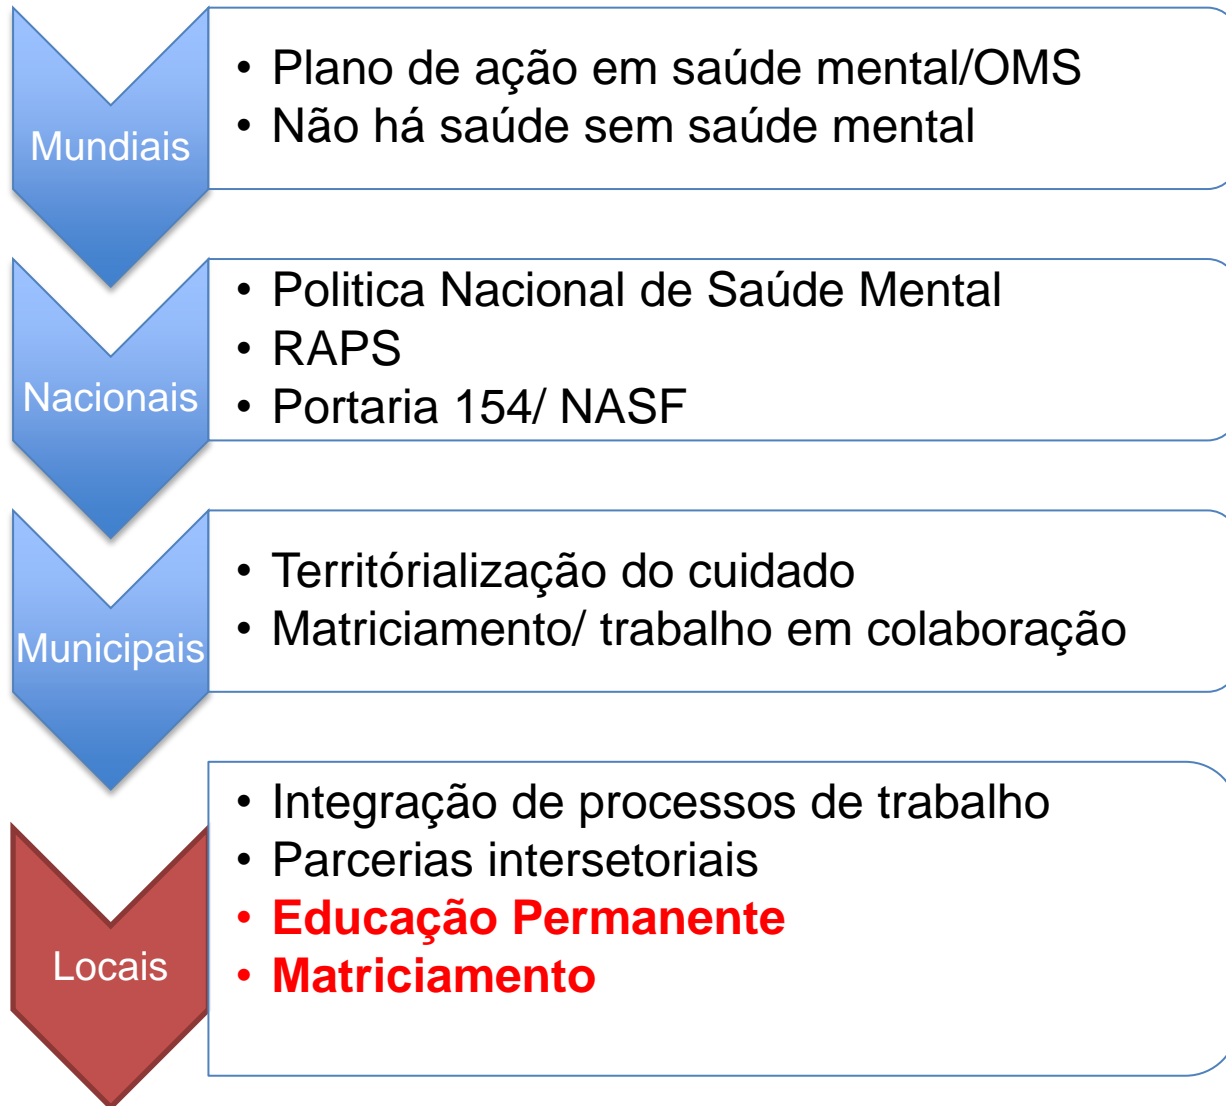 Mundiais
• Plano de ação em saúde mental/OMS
• Não há saúde sem saúde mental
Nacionais
• Politica Nacional de Saúde Mental
• RAPS
• Portaria 154/ NASF
Municipais
• Territórialização do cuidado
• Matriciamento/ trabalho em colaboração
Locais
• Integração de processos de trabalho
• Parcerias intersetoriais
• Educação Permanente
• Matriciamento